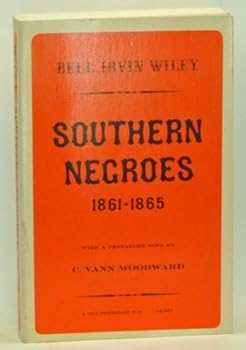 BELL IRVIN WILEY
SOUTHERN
NEGROES
1861-1865
WITH A PREFATORY NOTE BY
C. VANN WOODWARD